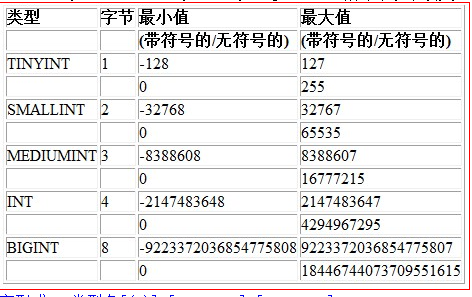 类型 字节 最小值 最大值
(带符号的/无符号的) (带符号的/无符号的)
TINYINT 1 -128 127
0 255
SMALLINT 2 -32768 32767
0 65535
MEDIUMINT 3 -8388608 8388607
0 16777215
INT 4 -2147483648 2147483647
0 4294967295
BIGINT 8 -9223372036854775808 9223372036854775807
0 18446744073709551615